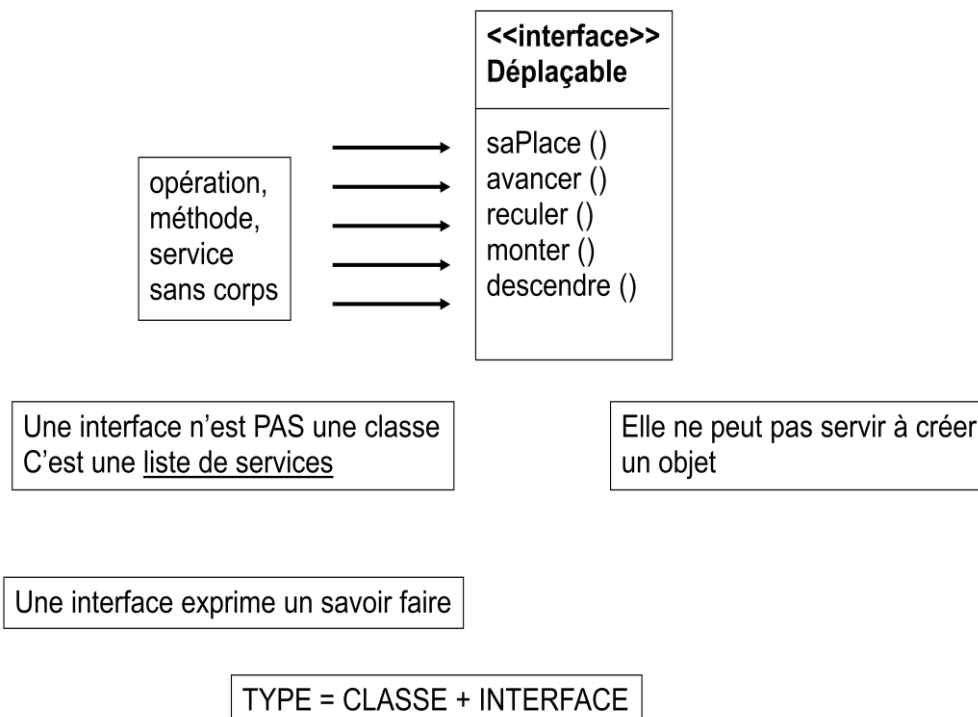 <<interface>>
Déplaçable
saPlace ()
avancer ()
reculer ()
monter ()
descendre ()
opération,
méthode,
service
sans corps
Une interface n’est PAS une classe
C’est une liste de services
Elle ne peut pas servir à créer
un objet
Une interface exprime un savoir faire
TYPE = CLASSE + INTERFACE